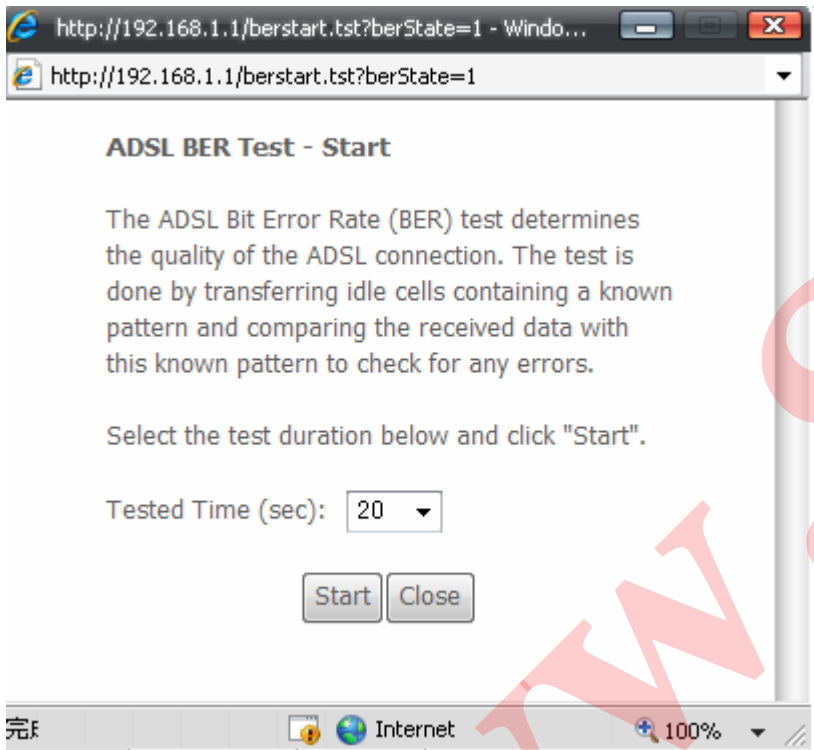 http://192.168.1.1/berstart.tst?berState=1 - Windo...
http://192.168.1.1/berstart.tst?berState=1
ADSL BER Test - Start
The ADSL Bit Error Rate (BER) test determines
the quality of the ADSL connection. The test is
done by transferring idle cells containing a known
pattern and comparing the received data with
this known pattern to check for any errors.
Select the test duration below and click "Start".
Tested Time (sec): 20
Start Close
Internet 100%